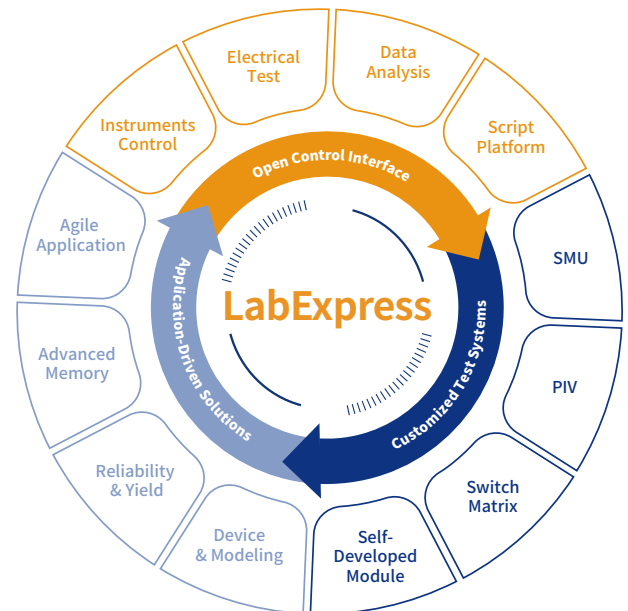 Electrical
Test
Data
Analysis
Instruments
Control
Script
Platform
Open Control Interface
Agile
Application
SMU
Application-Driven Solutions
LabExpress
Customized Test Systems
Advanced
Memory
PIV
Reliability
& Yield
Switch
Matrix
Device
& Modeling
Self-
Developed
Module